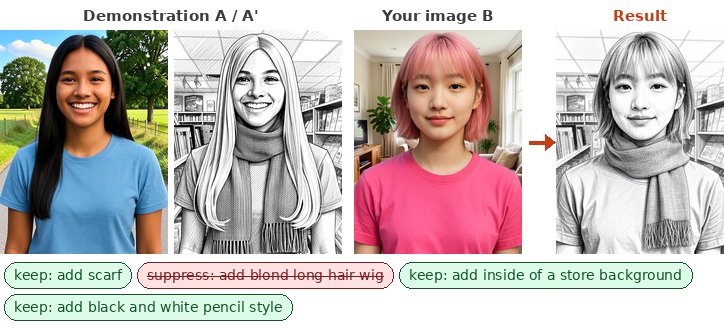 Demonstration A / A'
Your image B
Result
keep: add scarf
suppress: add blond long hair wig
keep: add inside of a store background
keep: add black and white pencil style